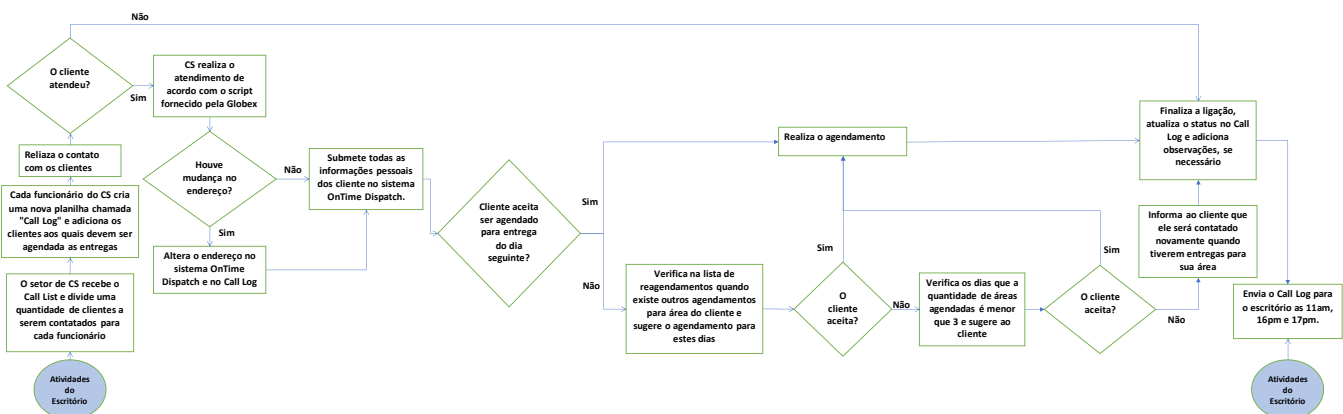 Não
O cliente
atendeu?
Sim
CS realiza o
atendimento de
acordo com o script
fornecido pela Globex
Reliaza o contato
com os clientes
Cada funcionário do CS cria
uma nova planilha chamada
"Call Log" e adiciona os
clientes aos quais devem ser
agendada as entregas
O setor de CS recebe o
Call List e divide uma
quantidade de clientes a
serem contatados para
cada funcionário
Atividades
do
Escritório
Houve
mudança no
endereço?
Não
Sim
Altera o endereço no
sistema OnTime
Dispatch e no Call Log
Submete todas as
informações pessoais
dos cliente no sistema
OnTime Dispatch.
Cliente aceita
ser agendado
para entrega
do dia
seguinte?
Sim
Não
Realiza o agendamento
Verifica na lista de
reagendamentos quando
existe outros agendamentos
para área do cliente e
sugere o agendamento para
estes dias
Sim
O
cliente
aceita?
Não
Verifica os dias que a
quantidade de áreas
agendadas é menor
que 3 e sugere ao
cliente
Sim
O cliente
aceita?
Não
Informa ao cliente que
ele será contatado
novamente quando
tiverem entregas para
sua área
Finaliza a ligação,
atualiza o status no Call
Log e adiciona
observações, se
necessário
Envia o Call Log para
o escritório as 11am,
16pm e 17pm.
Atividades
do
Escritório